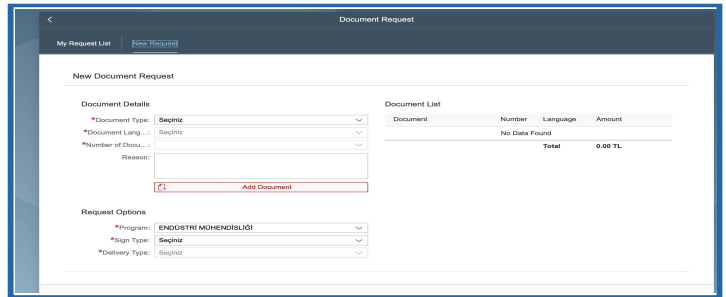 Document Request
My Request List
New Request
New Document Request
Document Details
*Document Type: Seçiniz
*Document Lang...: Seçiniz
*Number of Docu...:
Reason:
Add Document
Document List
Document Number Language Amount
No Data Found
Total 0.00 TL
Request Options
*Program: ENDÜSTRİ MÜHENDİSLİĞİ
*Sign Type: Seçiniz
*Delivery Type: Seçiniz